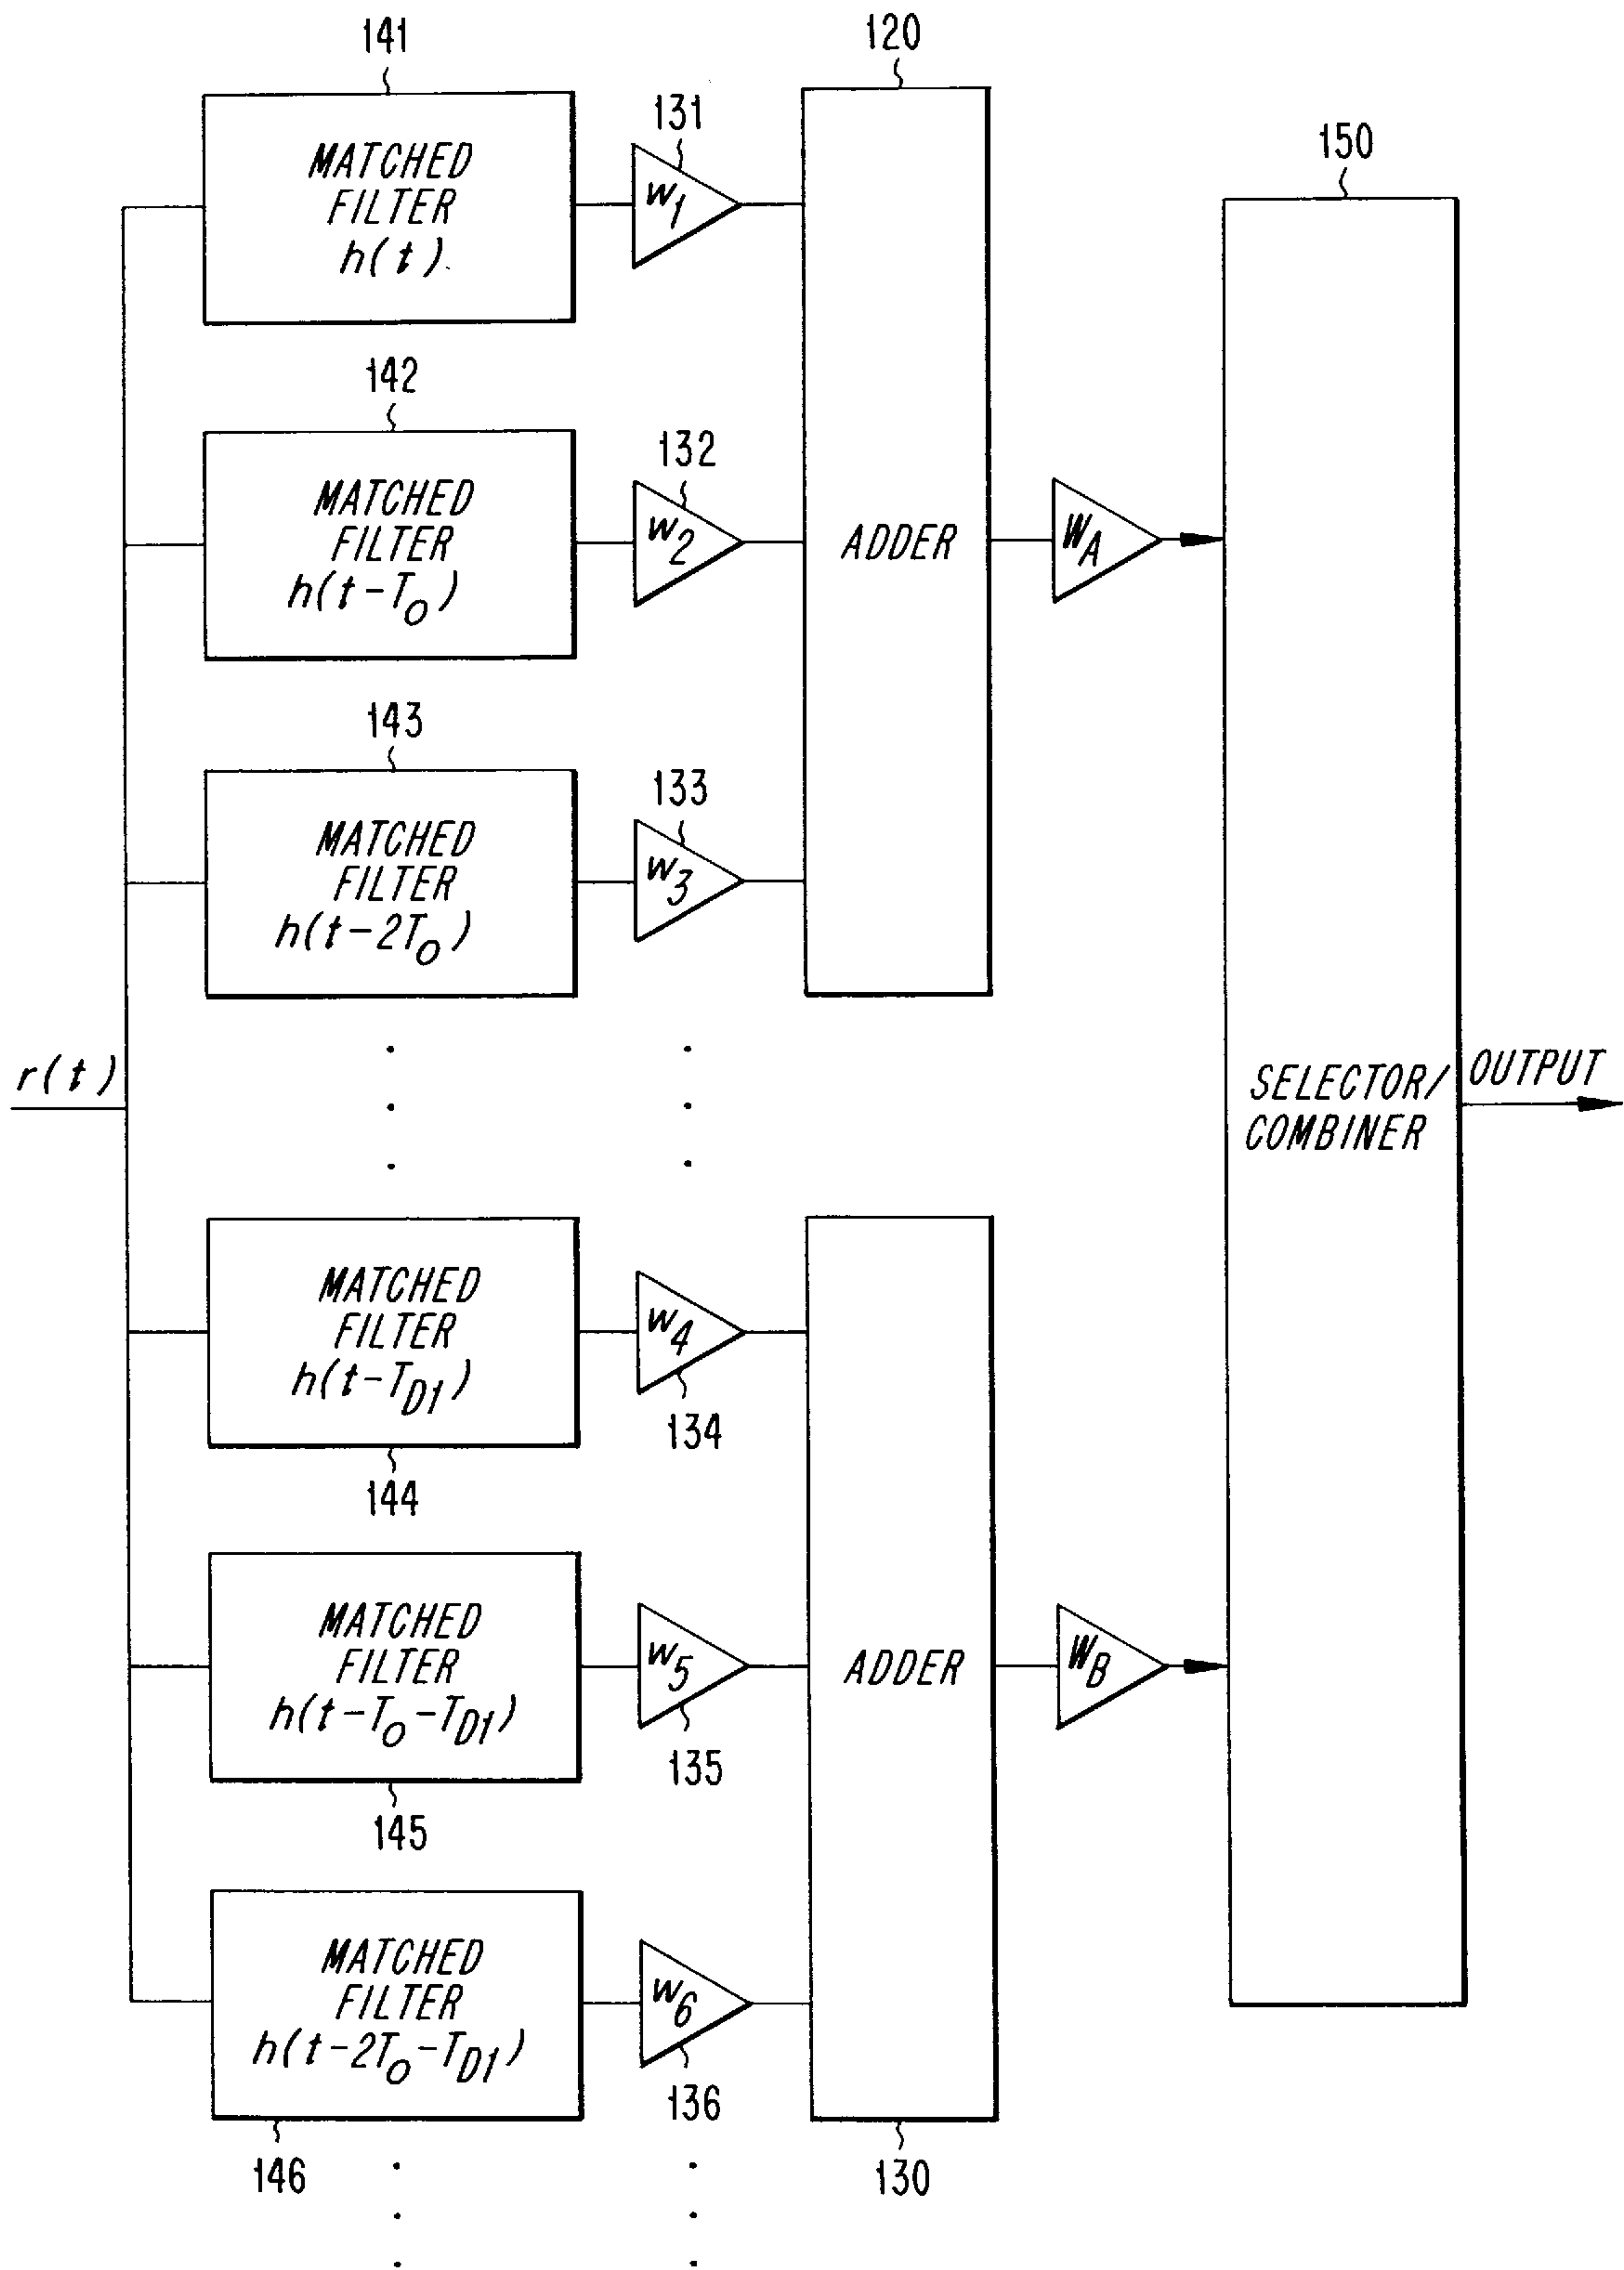 141
120
MATCHED
FILTER
h(t)
131
w1
150
142
MATCHED
FILTER
h(t-To)
132
w2
ADDER
WA
143
MATCHED
FILTER
h(t-2To)
133
w3
r(t)
SELECTOR/
COMBINER
OUTPUT
MATCHED
FILTER
h(t-TD1)
144
w4
134
MATCHED
FILTER
h(t-To-TD1)
145
w5
135
ADDER
WB
MATCHED
FILTER
h(t-2To-TD1)
146
w6
136
130